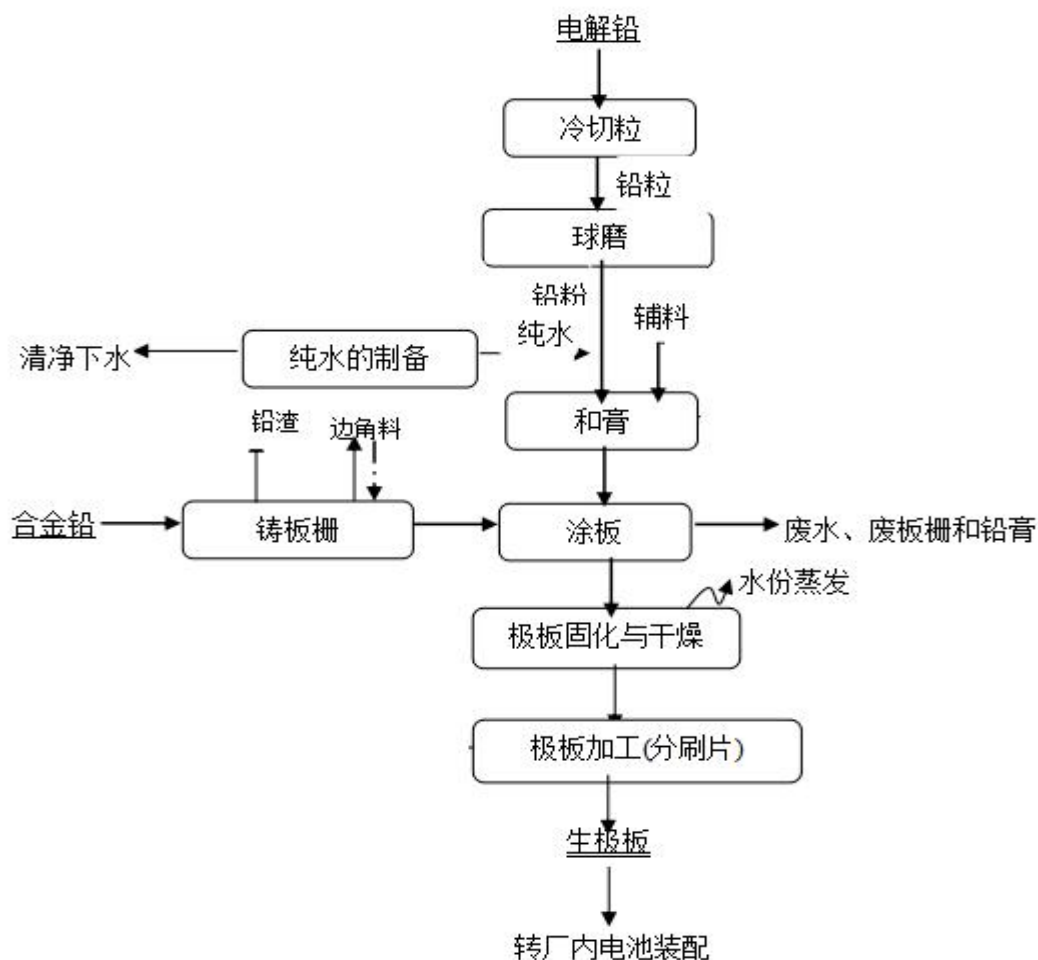 电解铅
冷切粒
铅粒
球磨
铅粉
纯水
辅料
清净下水
纯水的制备
和膏
铅渣
边角料
合金铅
铸板栅
涂板
废水、废板栅和铅膏
水份蒸发
极板固化与干燥
极板加工(分刷片)
生极板
转厂内电池装配